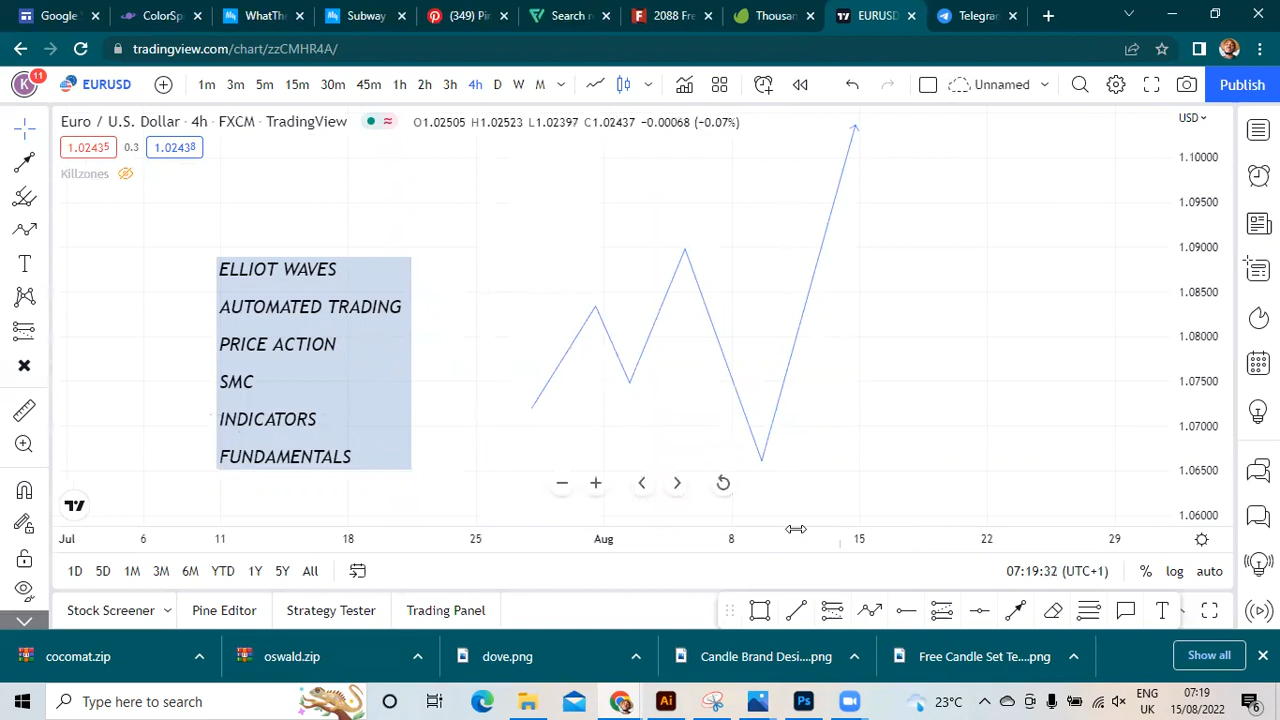 Google
ColorSp
WhatThe
Subway
(349) Pin
Search re
2088 Fre
Thousan
EURUSD
Telegran
tradingview.com/chart/zzCMHR4A/
K 11 EURUSD 1m 3m 5m 15m 30m 45m 1h 2h 3h 4h D W M Unnamed Publish
Euro / U.S. Dollar · 4h · FXCM · TradingView O1.02505 H1.02523 L1.02397 C1.02437 −0.00068 (−0.07%) USD
1.02435 0.3 1.02438
Killzones
1.10000
1.09500
1.09000
1.08500
1.08000
1.07500
1.07000
1.06500
1.06000
ELLIOT WAVES
AUTOMATED TRADING
PRICE ACTION
SMC
INDICATORS
FUNDAMENTALS
Jul 6 11 18 25 Aug 8 15 22 29
1D 5D 1M 3M 6M YTD 1Y 5Y All 07:19:32 (UTC+1) % log auto
Stock Screener Pine Editor Strategy Tester Trading Panel
cocomat.zip oswald.zip dove.png Candle Brand Desi....png Free Candle Set Te....png Show all
Type here to search 23°C ENG 07:19
UK 15/08/2022 6